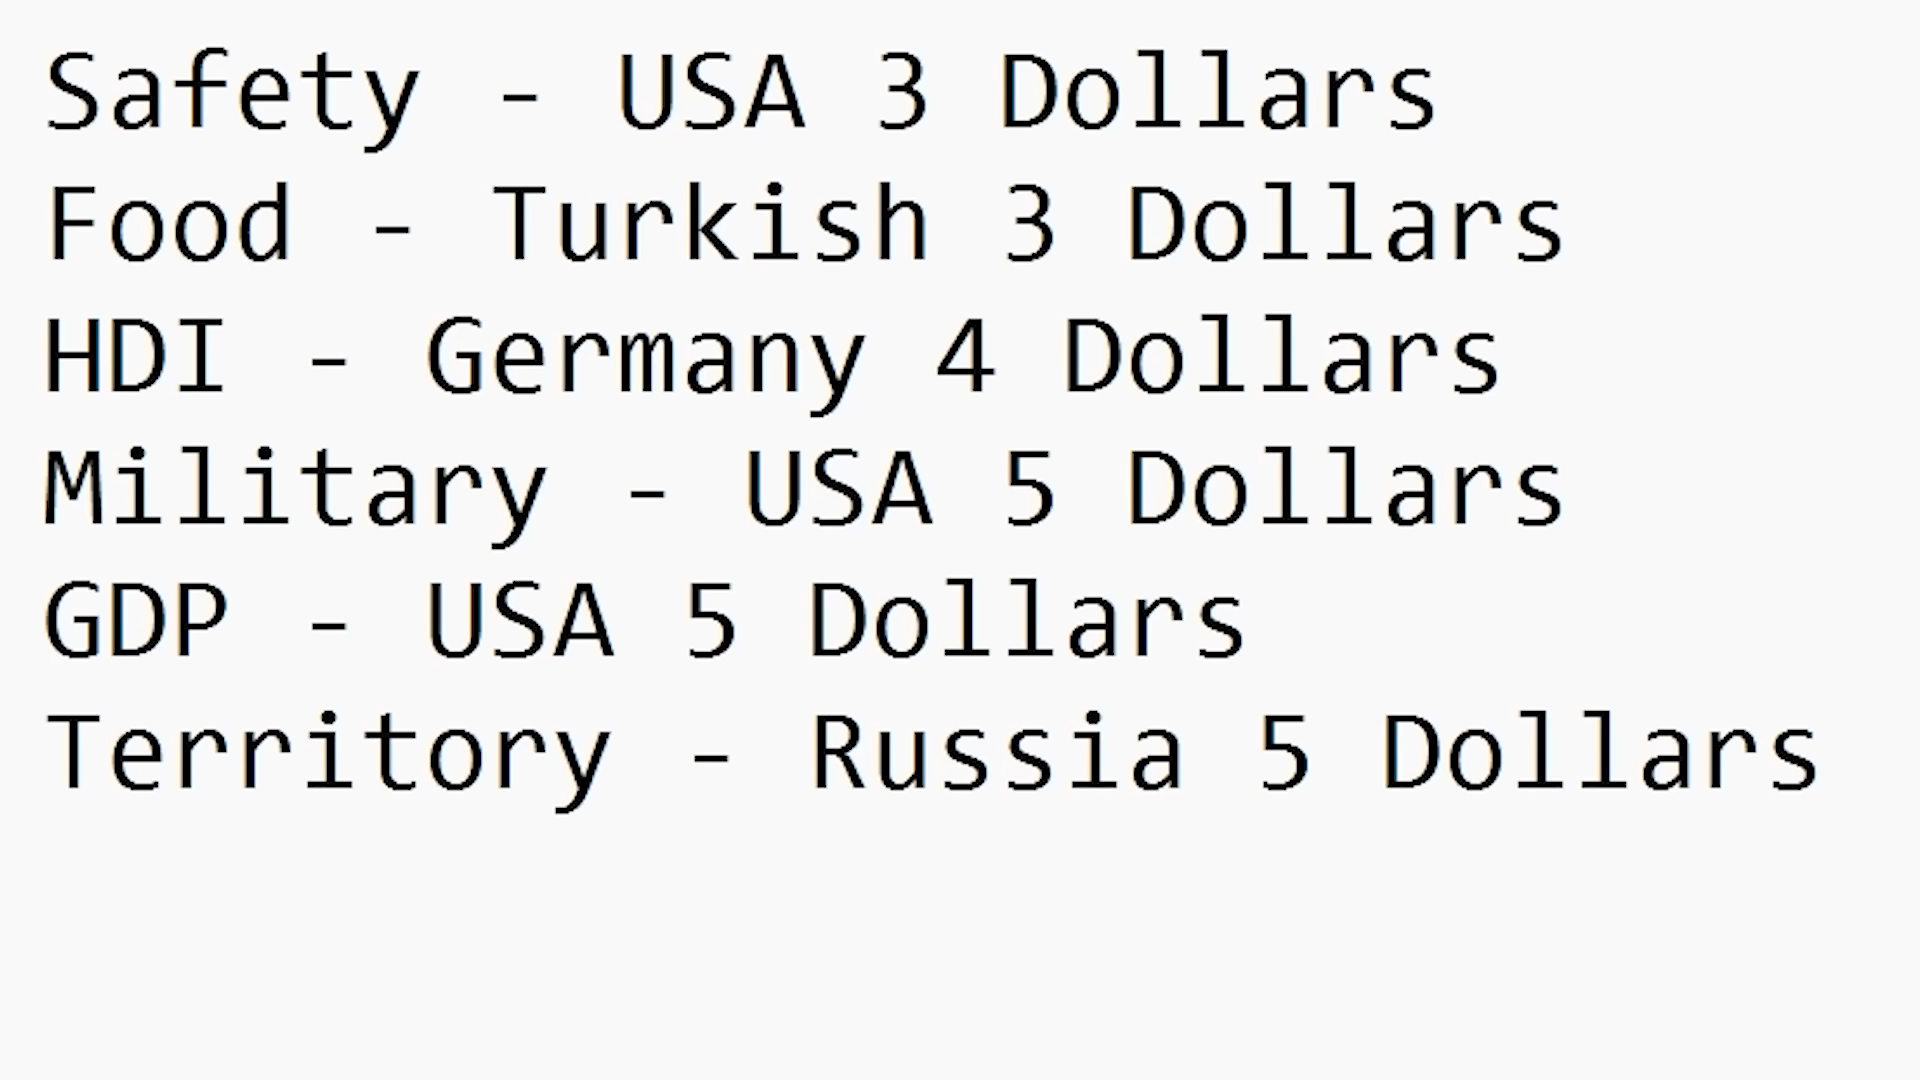 Safety - USA 3 Dollars
Food - Turkish 3 Dollars
HDI - Germany 4 Dollars
Military - USA 5 Dollars
GDP - USA 5 Dollars
Territory - Russia 5 Dollars